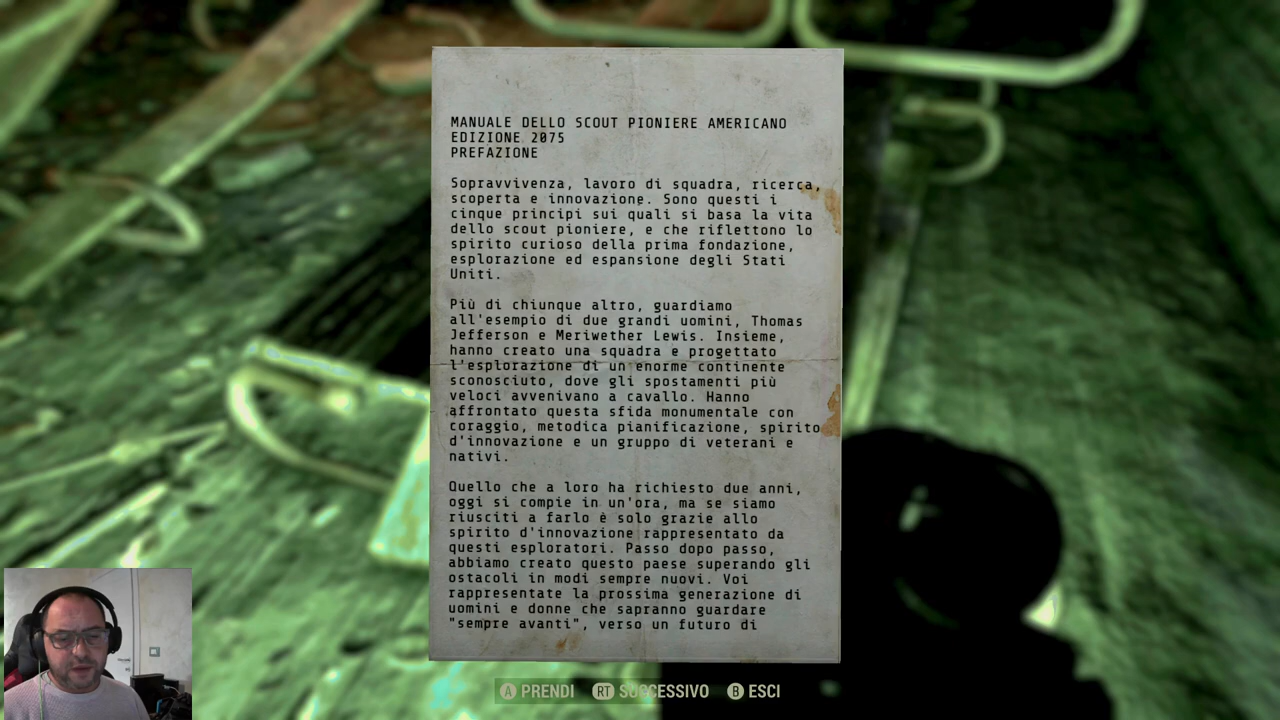 MANUALE DELLO SCOUT PIONIERE AMERICANO
EDIZIONE 2075
PREFAZIONE
Sopravvivenza, lavoro di squadra, ricerca,
scoperta e innovazione. Sono questi i
cinque principi sui quali si basa la vita
dello scout pioniere, e che riflettono lo
spirito curioso della prima fondazione,
esplorazione ed espansione degli Stati
Uniti.
Più di chiunque altro, guardiamo
all'esempio di due grandi uomini, Thomas
Jefferson e Meriwether Lewis. Insieme,
hanno creato una squadra e progettato
l'esplorazione di un enorme continente
sconosciuto, dove gli spostamenti più
veloci avvenivano a cavallo. Hanno
affrontato questa sfida monumentale con
coraggio, metodica pianificazione, spirito
d'innovazione e un gruppo di veterani e
nativi.
Quello che a loro ha richiesto due anni,
oggi si compie in un'ora, ma se siamo
riusciti a farlo è solo grazie allo
spirito d'innovazione rappresentato da
questi esploratori. Passo dopo passo,
abbiamo creato questo paese superando gli
ostacoli in modi sempre nuovi. Voi
rappresentate la prossima generazione di
uomini e donne che sapranno guardare
"sempre avanti", verso un futuro di
A PRENDI RT SUCCESSIVO B ESCI